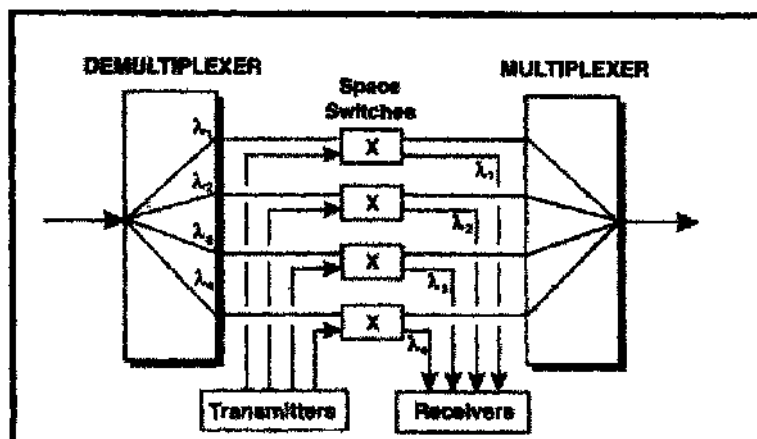 DEMULTIPLEXER
Space
Switches
MULTIPLEXER
λ1
X
λ1
λ2
X
λ2
λ3
X
λ3
λ4
X
λ4
Transmitters
Receivers